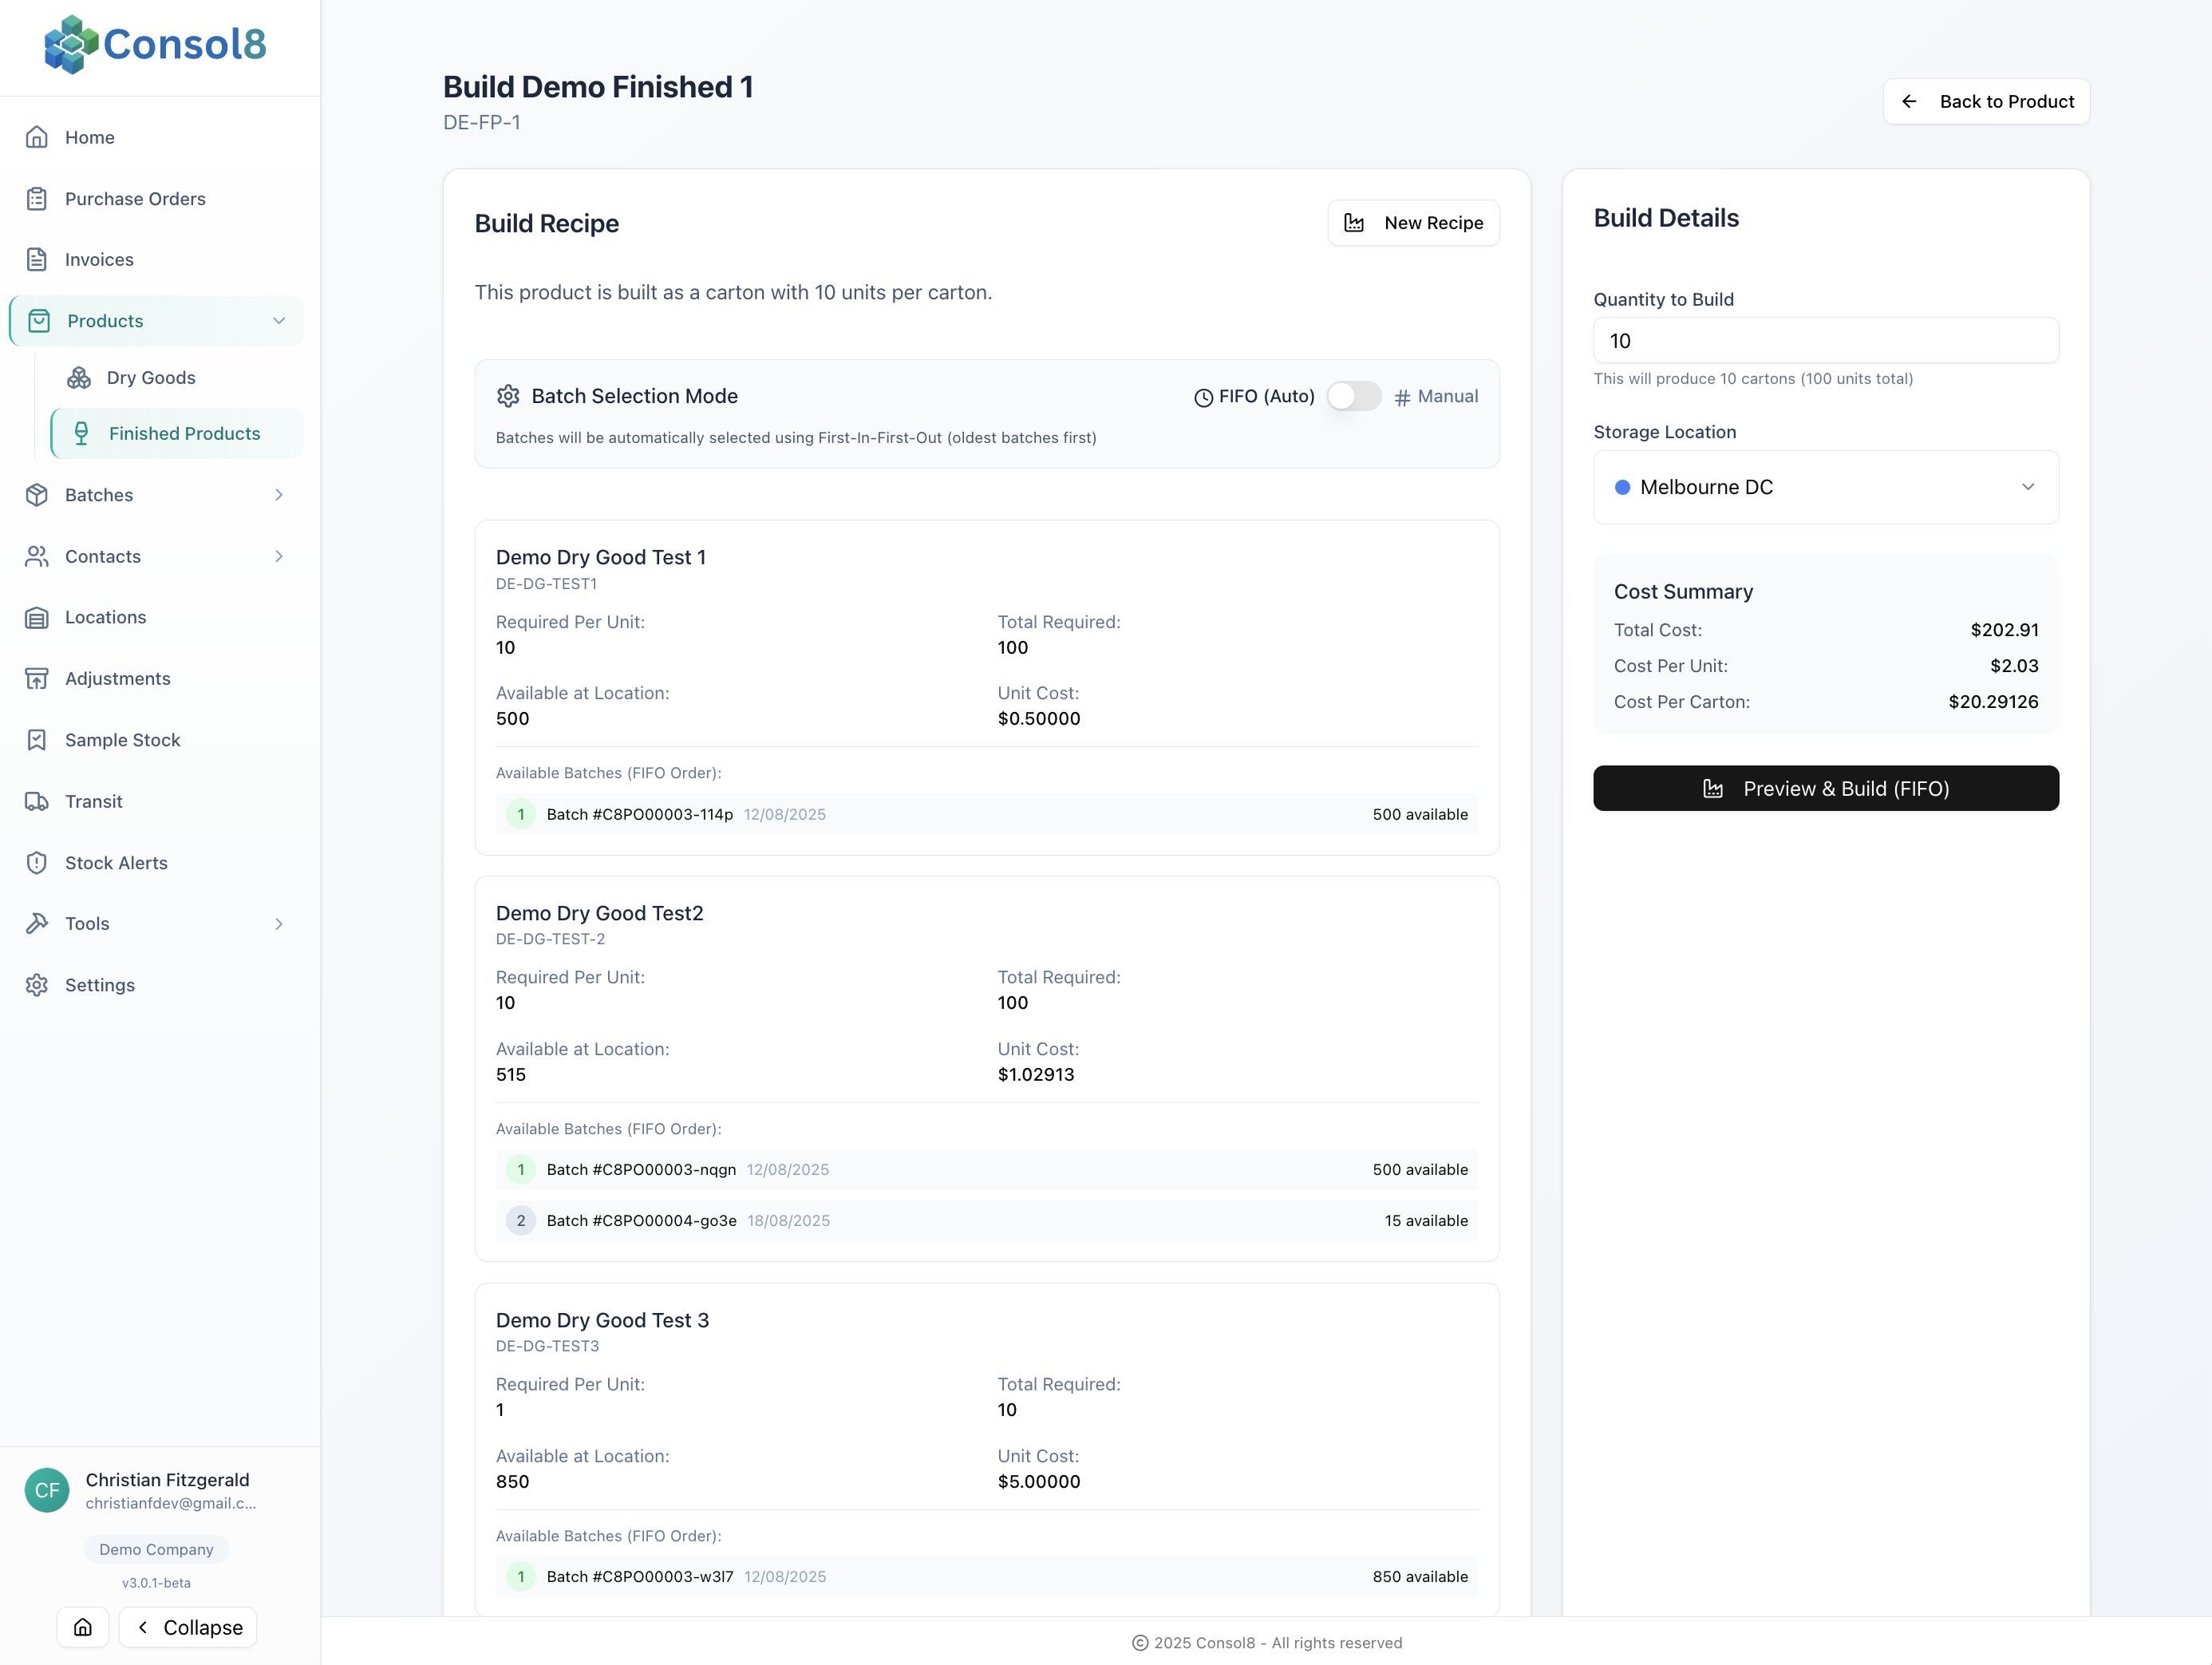 Consol8
Home
Purchase Orders
Invoices
Products
Dry Goods
Finished Products
Batches
Contacts
Locations
Adjustments
Sample Stock
Transit
Stock Alerts
Tools
Settings
CF
Christian Fitzgerald
christianfdev@gmail.c...
Demo Company
v3.0.1-beta
Collapse
Build Demo Finished 1
DE-FP-1
Back to Product
Build Recipe
New Recipe
This product is built as a carton with 10 units per carton.
Batch Selection Mode
FIFO (Auto)
Manual
Batches will be automatically selected using First-In-First-Out (oldest batches first)
Demo Dry Good Test 1
DE-DG-TEST1
Required Per Unit:
10
Total Required:
100
Available at Location:
500
Unit Cost:
$0.50000
Available Batches (FIFO Order):
1 Batch #C8PO00003-114p 12/08/2025 500 available
Demo Dry Good Test2
DE-DG-TEST-2
Required Per Unit:
10
Total Required:
100
Available at Location:
515
Unit Cost:
$1.02913
Available Batches (FIFO Order):
1 Batch #C8PO00003-nqgn 12/08/2025 500 available
2 Batch #C8PO00004-go3e 18/08/2025 15 available
Demo Dry Good Test 3
DE-DG-TEST3
Required Per Unit:
1
Total Required:
10
Available at Location:
850
Unit Cost:
$5.00000
Available Batches (FIFO Order):
1 Batch #C8PO00003-w3l7 12/08/2025 850 available
Build Details
Quantity to Build
10
This will produce 10 cartons (100 units total)
Storage Location
Melbourne DC
Cost Summary
Total Cost: $202.91
Cost Per Unit: $2.03
Cost Per Carton: $20.29126
Preview & Build (FIFO)
© 2025 Consol8 - All rights reserved